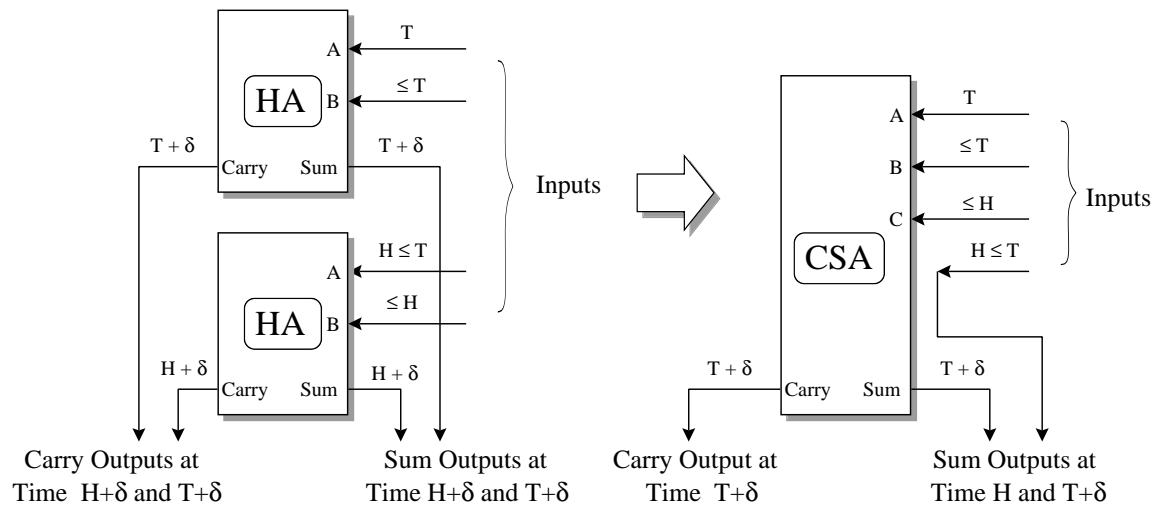 A
T
HA
B
≤ T
T + δ
Carry
Sum
T + δ
Inputs
A
H ≤ T
HA
B
≤ H
H + δ
Carry
Sum
H + δ
Carry Outputs at
Time H+δ and T+δ
Sum Outputs at
Time H+δ and T+δ
A
T
B
≤ T
C
≤ H
H ≤ T
CSA
Inputs
T + δ
Carry
Sum
T + δ
Carry Output at
Time T+δ
Sum Outputs at
Time H and T+δ